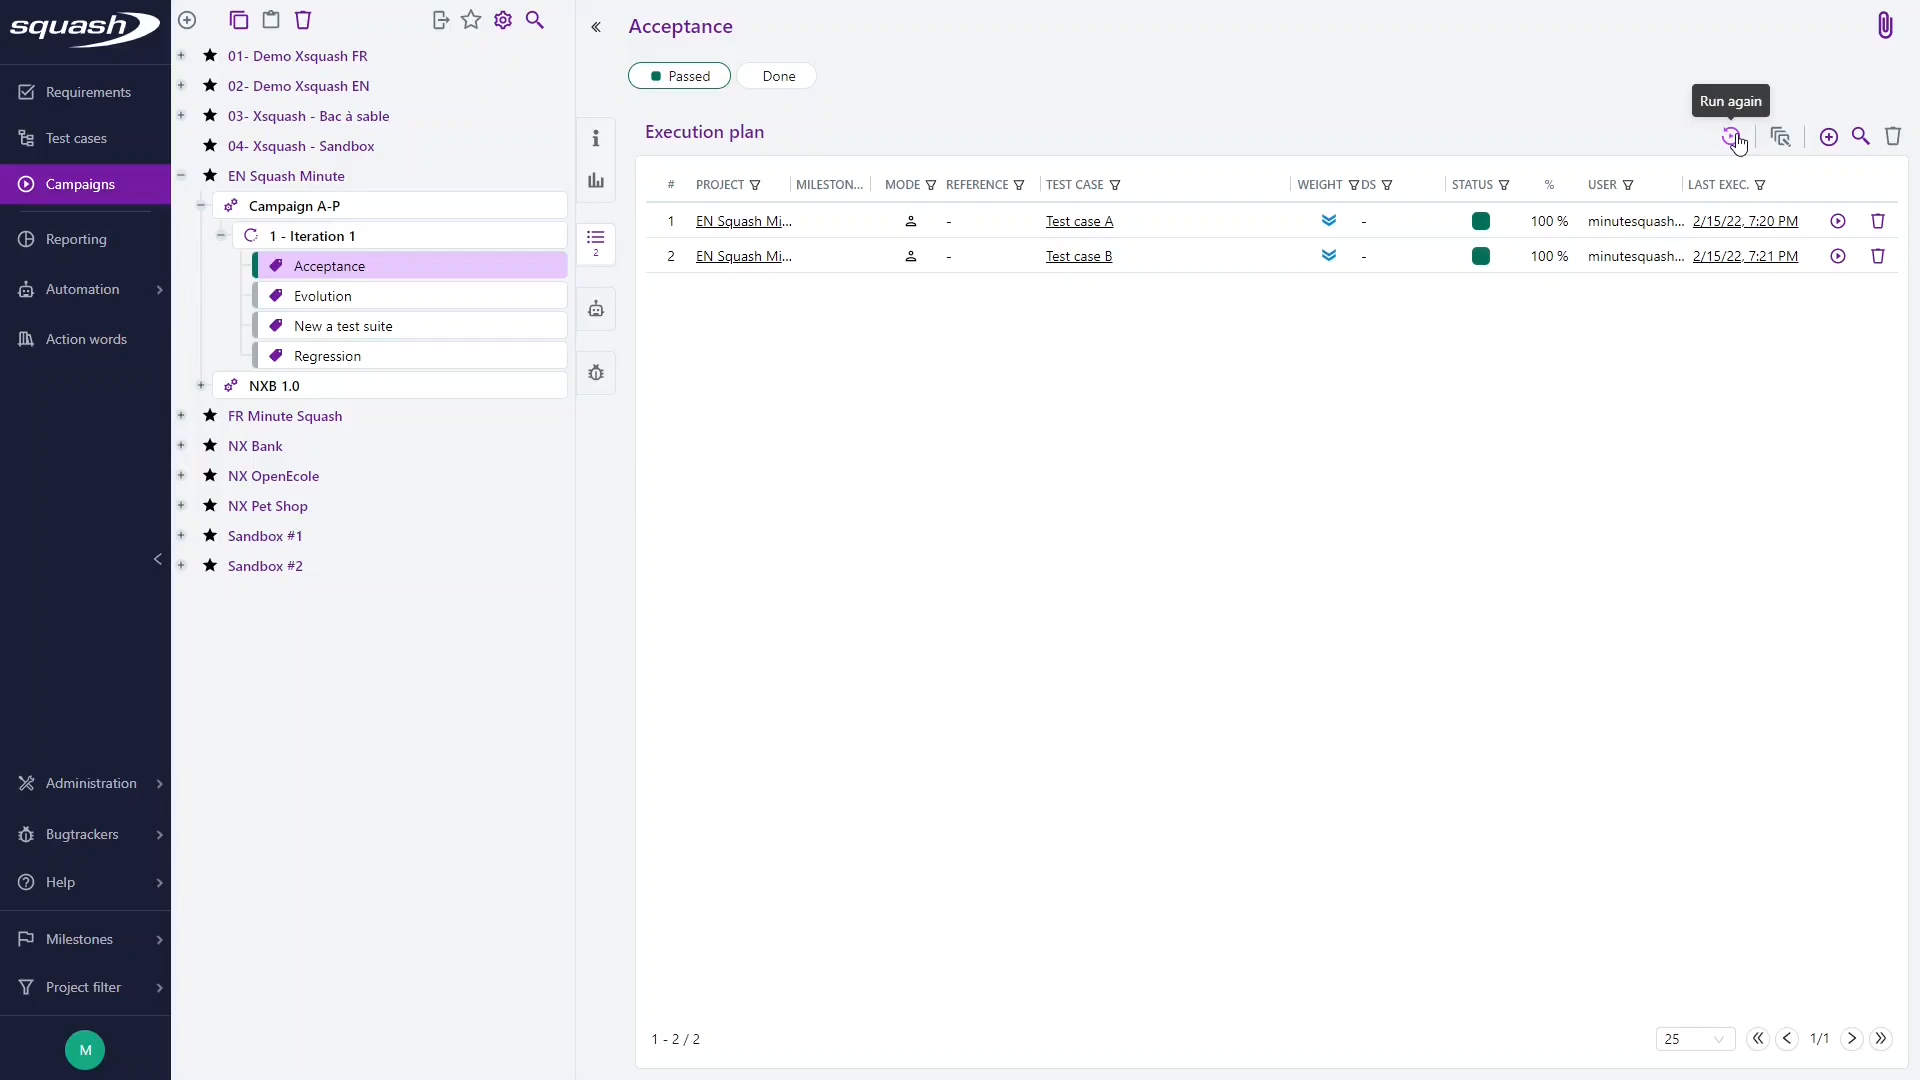 squash
Requirements
Test cases
Campaigns
Reporting
Automation
Action words
Administration
Bugtrackers
Help
Milestones
Project filter
M
01- Demo Xsquash FR
02- Demo Xsquash EN
03- Xsquash - Bac à sable
04- Xsquash - Sandbox
EN Squash Minute
Campaign A-P
1 - Iteration 1
Acceptance
Evolution
New a test suite
Regression
NXB 1.0
FR Minute Squash
NX Bank
NX OpenEcole
NX Pet Shop
Sandbox #1
Sandbox #2
Acceptance
Passed Done
Run again
Execution plan
2
# PROJECT MILESTON... MODE REFERENCE TEST CASE WEIGHT DS STATUS % USER LAST EXEC.
1 EN Squash Mi... - Test case A - 100 % minutesquash... 2/15/22, 7:20 PM
2 EN Squash Mi... - Test case B - 100 % minutesquash... 2/15/22, 7:21 PM
1 - 2 / 2
25 1/1